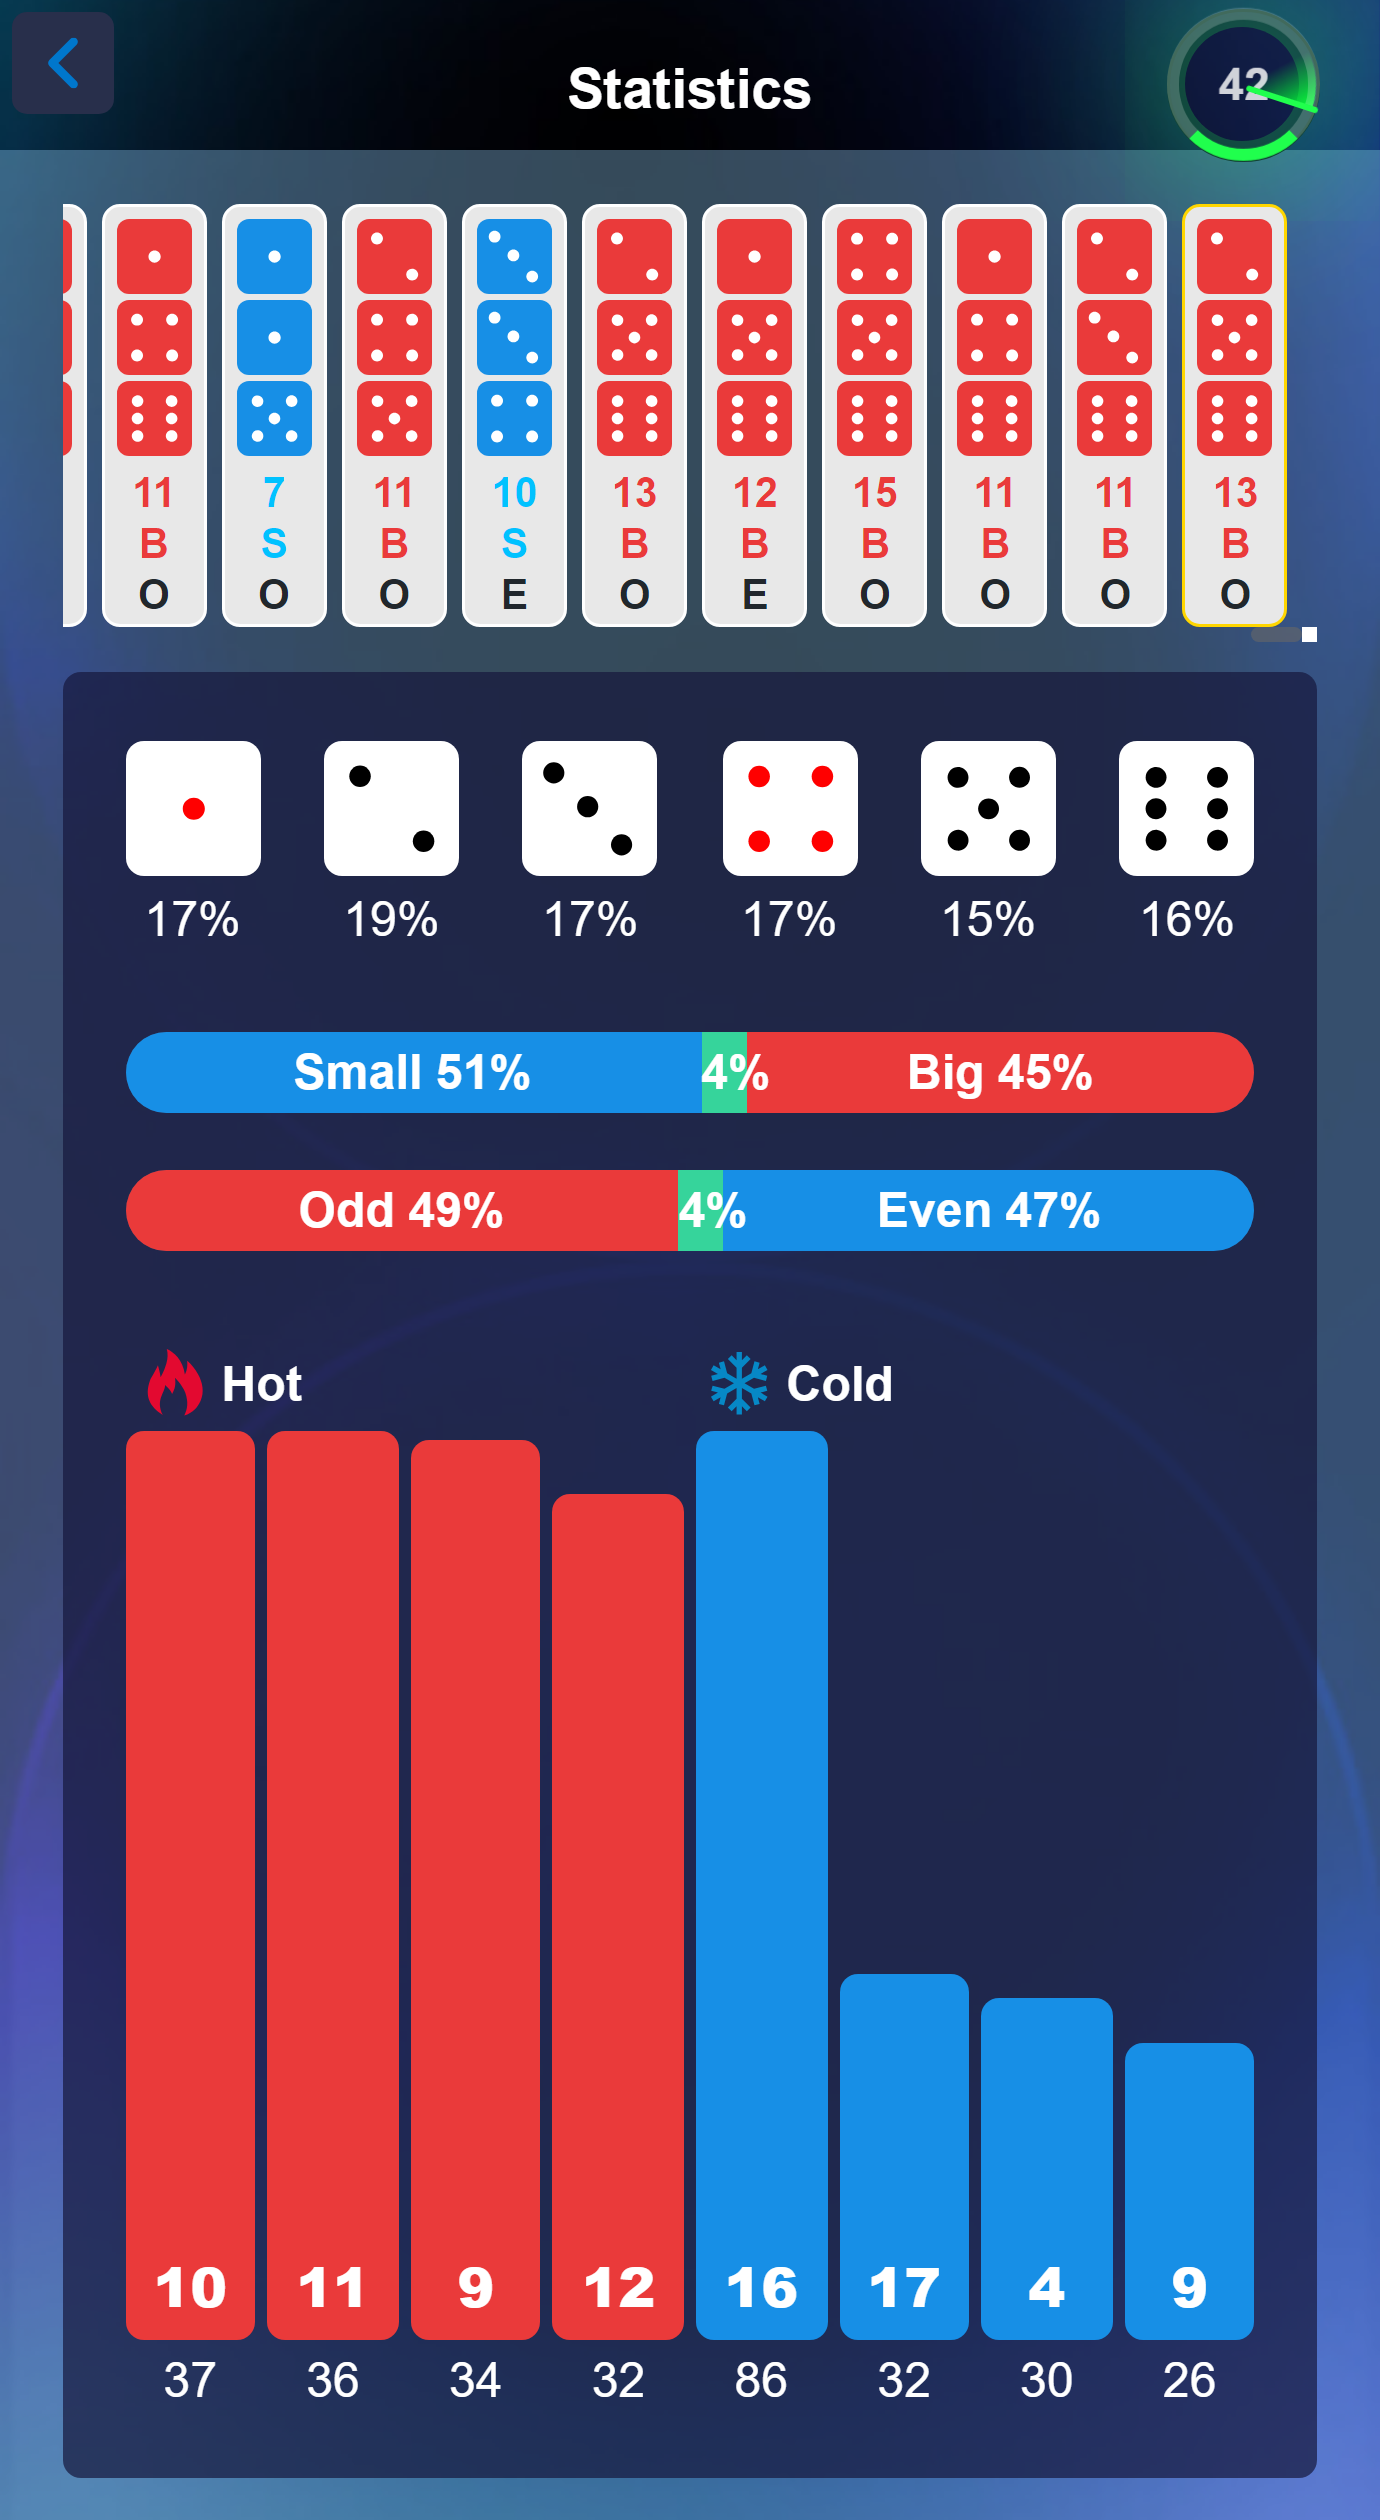 Statistics
42
11 7 11 10 13 12 15 11 11 13
B S B S B B B B B B
O O O E O E O O O O
17% 19% 17% 17% 15% 16%
Small 51% 4% Big 45%
Odd 49% 4% Even 47%
Hot Cold
10 11 9 12 16 17 4 9
37 36 34 32 86 32 30 26